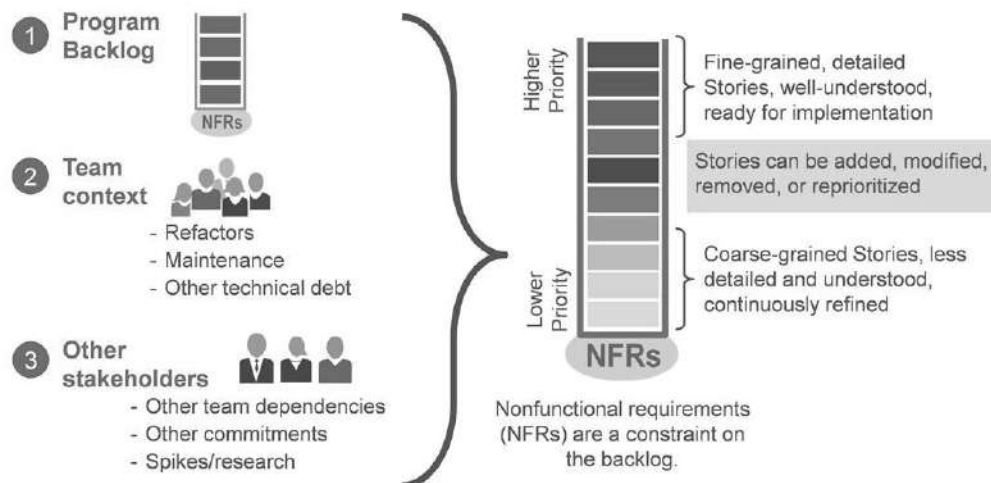 1 Program
Backlog
NFRs
2 Team
context
- Refactors
- Maintenance
- Other technical debt
3 Other
stakeholders
- Other team dependencies
- Other commitments
- Spikes/research
Higher
Priority
Lower
Priority
NFRs
Nonfunctional requirements
(NFRs) are a constraint on
the backlog.
Fine-grained, detailed
Stories, well-understood,
ready for implementation
Stories can be added, modified,
removed, or reprioritized
Coarse-grained Stories, less
detailed and understood,
continuously refined